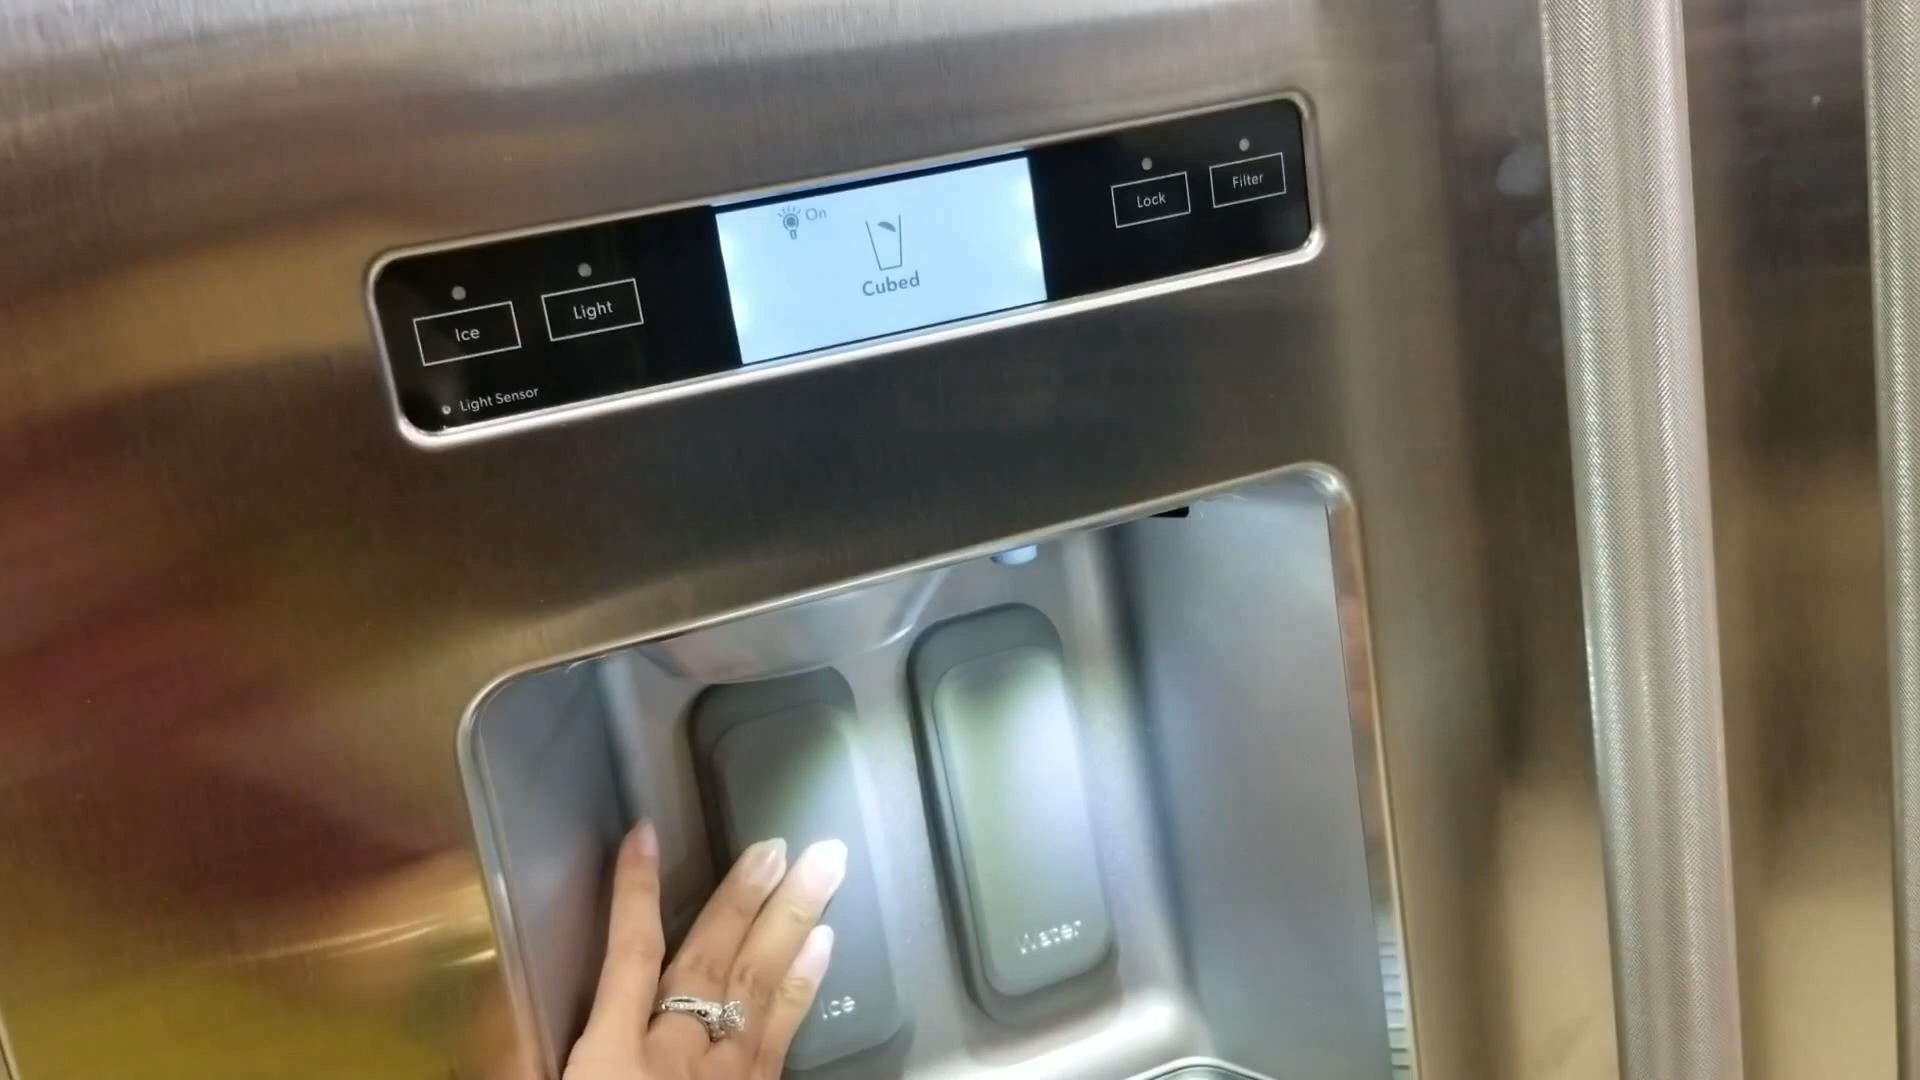 Ice
Light
Light Sensor
On
Cubed
Lock
Filter
Ice
Water